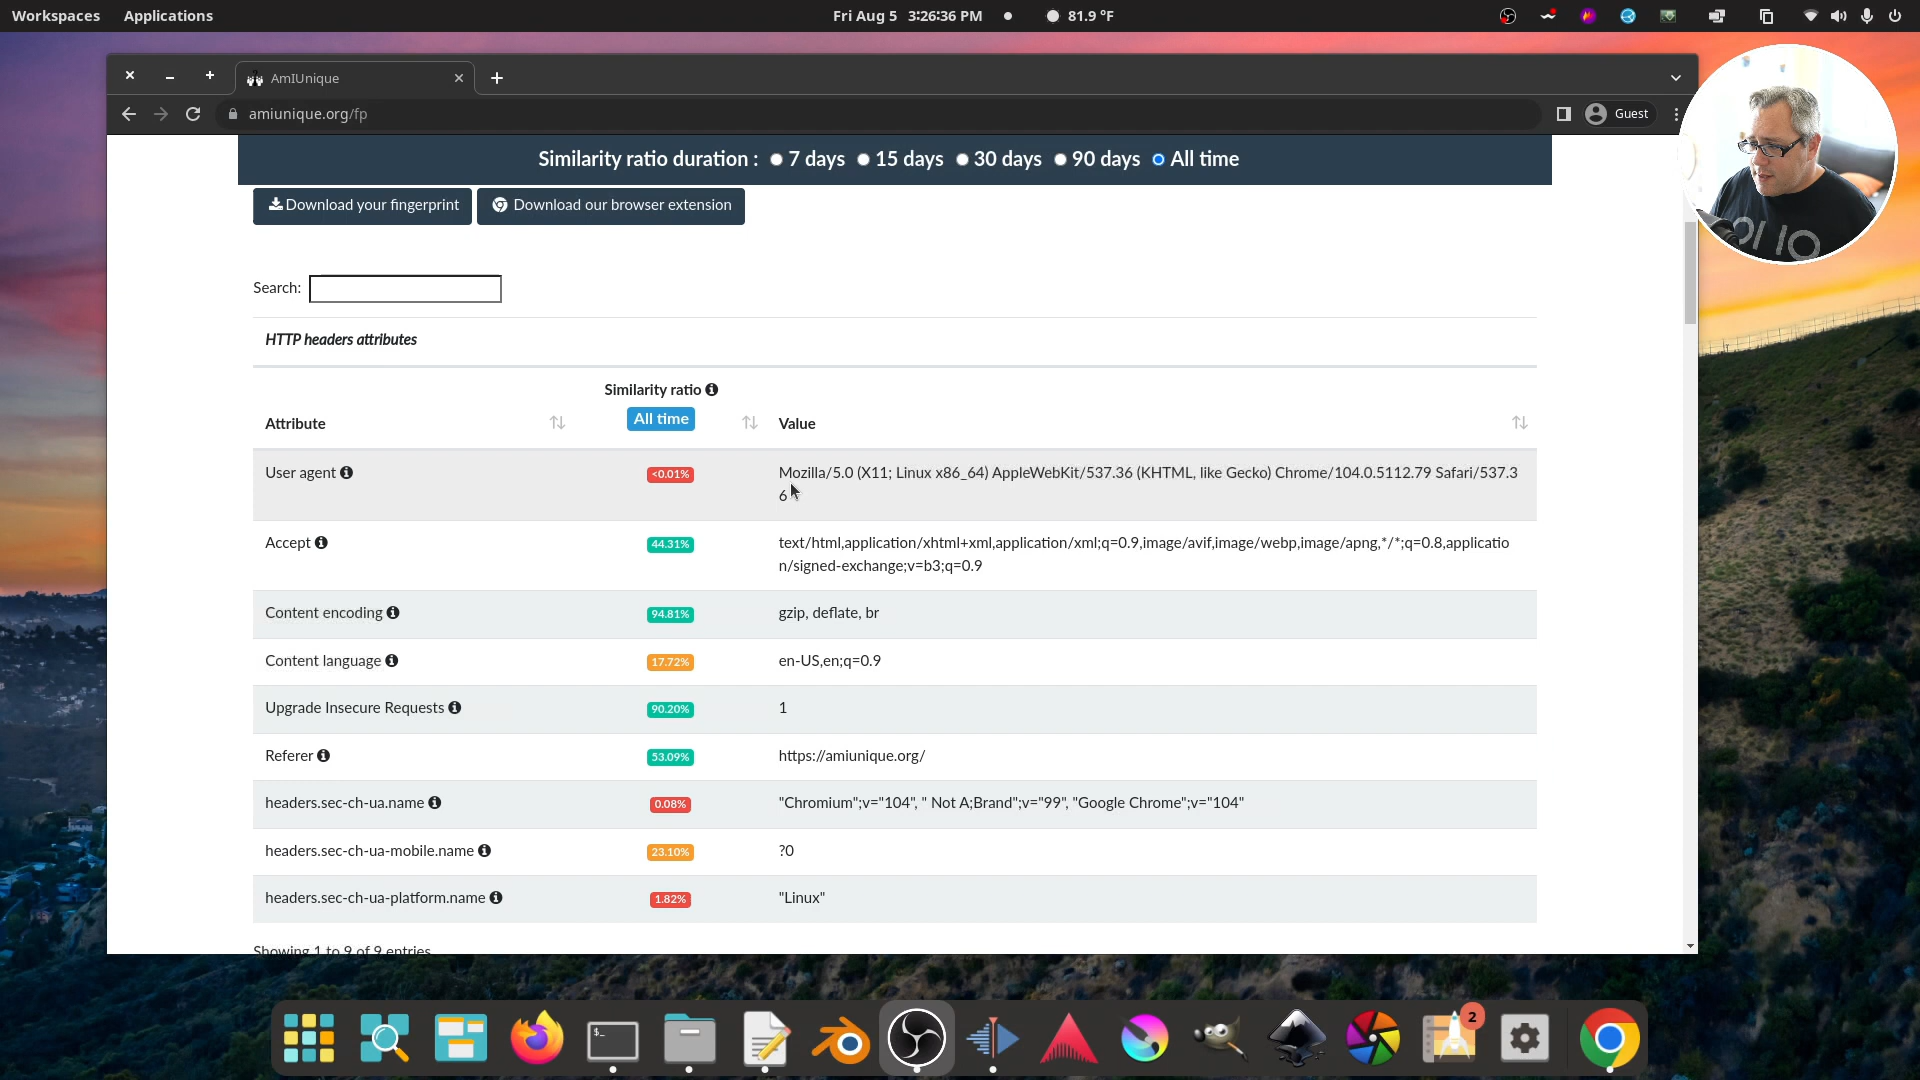 Workspaces Applications Fri Aug 5 3:26:36 PM 81.9 °F
AmIUnique
amiunique.org/fp Guest
Similarity ratio duration : 7 days 15 days 30 days 90 days All time
Download your fingerprint Download our browser extension
Search:
HTTP headers attributes
Similarity ratio
All time
Attribute Value
User agent <0.01% Mozilla/5.0 (X11; Linux x86_64) AppleWebKit/537.36 (KHTML, like Gecko) Chrome/104.0.5112.79 Safari/537.3
6
Accept 44.31% text/html,application/xhtml+xml,application/xml;q=0.9,image/avif,image/webp,image/apng,*/*;q=0.8,applicatio
n/signed-exchange;v=b3;q=0.9
Content encoding 94.81% gzip, deflate, br
Content language 17.72% en-US,en;q=0.9
Upgrade Insecure Requests 90.20% 1
Referer 53.09% https://amiunique.org/
headers.sec-ch-ua.name 0.08% "Chromium";v="104", " Not A;Brand";v="99", "Google Chrome";v="104"
headers.sec-ch-ua-mobile.name 23.10% ?0
headers.sec-ch-ua-platform.name 1.82% "Linux"
Showing 1 to 9 of 9 entries
$_
2